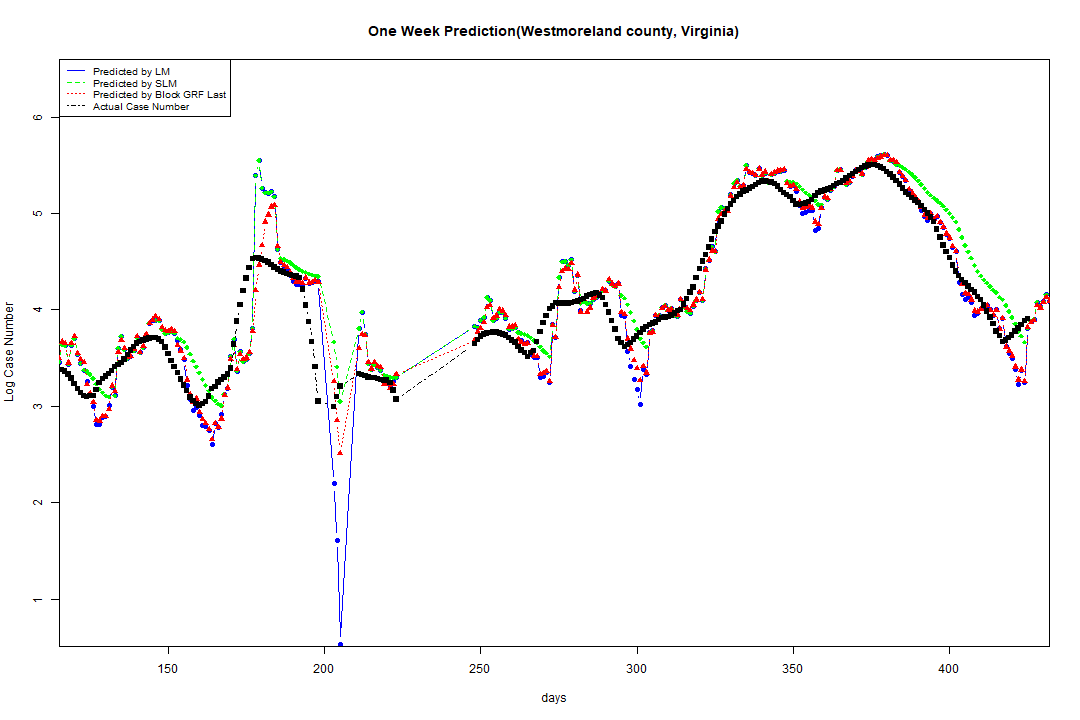 One Week Prediction(Westmoreland county, Virginia)
Predicted by LM
Predicted by SLM
Predicted by Block GRF Last
Actual Case Number
6
5
4
3
2
1
Log Case Number
150
200
250
300
350
400
days